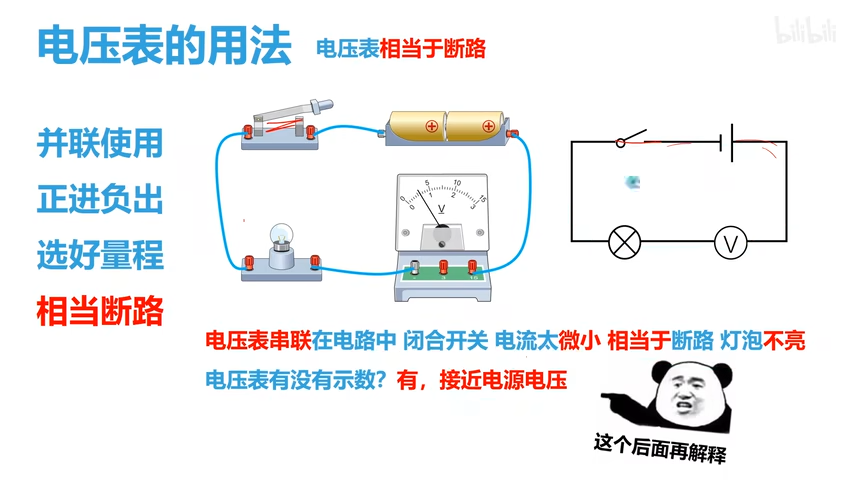 电压表的用法 电压表相当于断路
bilibili
并联使用
正进负出
选好量程
相当断路
0 5 10 15
0 1 2 3
V
V
电压表串联在电路中 闭合开关 电流太微小 相当于断路 灯泡不亮
电压表有没有示数？有，接近电源电压
这个后面再解释